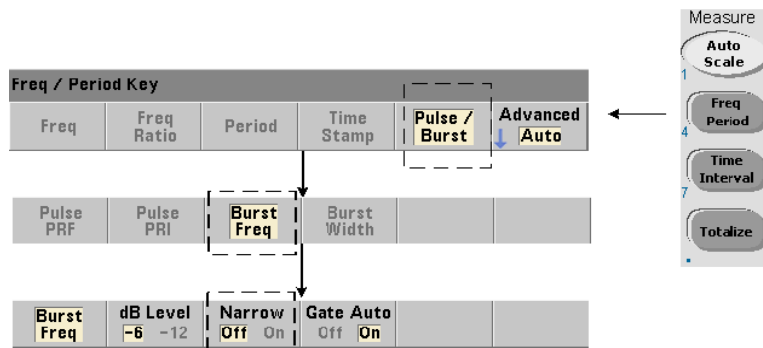 Measure
Auto
Scale
1
Freq
Period
4
Time
Interval
7
Totalize
.
Freq / Period Key
Freq
Freq
Ratio
Period
Time
Stamp
Pulse /
Burst
Advanced
Auto
Pulse
PRF
Pulse
PRI
Burst
Freq
Burst
Width
Burst
Freq
dB Level
-6 -12
Narrow
Off On
Gate Auto
Off On